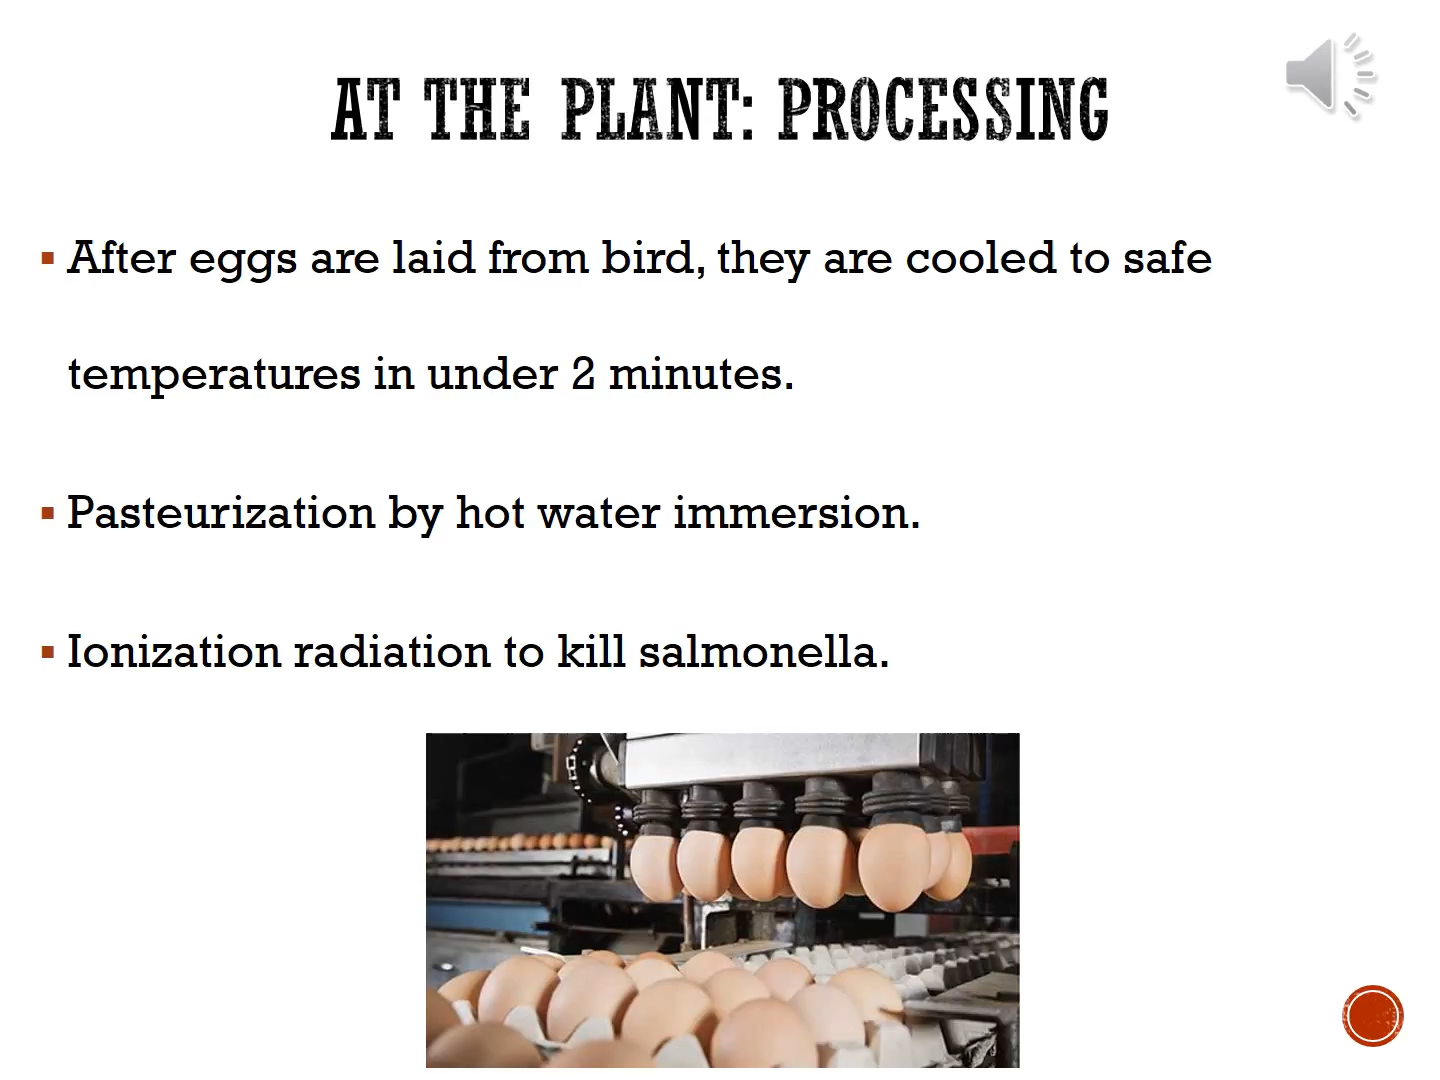 AT THE PLANT: PROCESSING
▪ After eggs are laid from bird, they are cooled to safe
temperatures in under 2 minutes.
▪ Pasteurization by hot water immersion.
▪ Ionization radiation to kill salmonella.